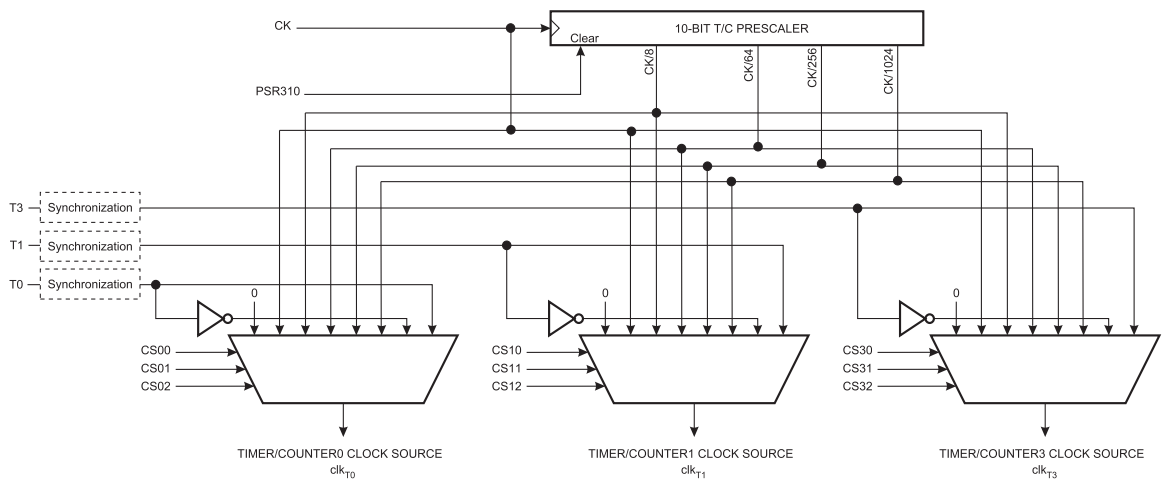 CK
10-BIT T/C PRESCALER
Clear
CK/8
CK/64
CK/256
CK/1024
PSR310
T3
Synchronization
T1
Synchronization
T0
Synchronization
0
0
0
CS00
CS01
CS02
CS10
CS11
CS12
CS30
CS31
CS32
TIMER/COUNTER0 CLOCK SOURCE
clkT0
TIMER/COUNTER1 CLOCK SOURCE
clkT1
TIMER/COUNTER3 CLOCK SOURCE
clkT3